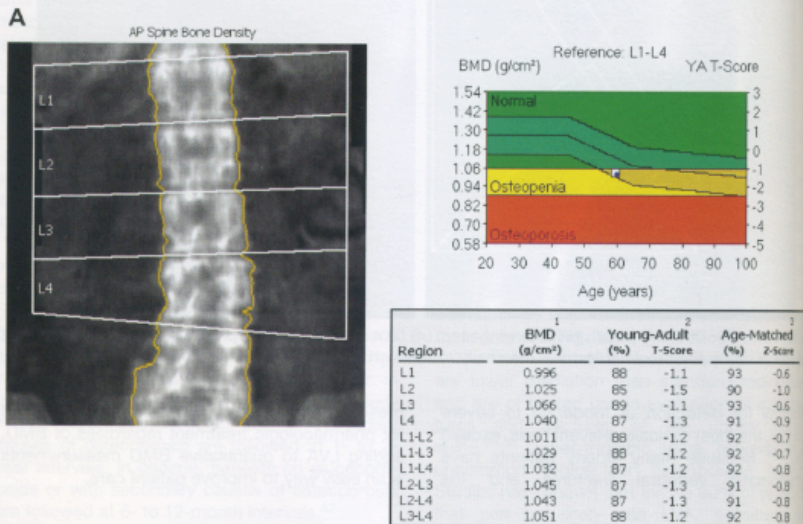 A
AP Spine Bone Density
L1
L2
L3
L4
Reference: L1-L4
BMD (g/cm²) YA T-Score
1.54 3
1.42 2
1.30 1
1.18 0
1.06 -1
0.94 -2
0.82 -3
0.70 -4
0.58 -5
Normal
Osteopenia
Osteoporosis
20 30 40 50 60 70 80 90 100
Age (years)
1 2 3
BMD Young-Adult Age-Matched
Region (g/cm²) (%) T-Score (%) Z-Score
L1 0.996 88 -1.1 93 -0.6
L2 1.025 85 -1.5 90 -1.0
L3 1.066 89 -1.1 93 -0.6
L4 1.040 87 -1.3 91 -0.9
L1-L2 1.011 88 -1.2 92 -0.7
L1-L3 1.029 88 -1.2 92 -0.7
L1-L4 1.032 87 -1.2 92 -0.8
L2-L3 1.045 87 -1.3 91 -0.8
L2-L4 1.043 87 -1.3 91 -0.8
L3-L4 1.051 88 -1.2 92 -0.8